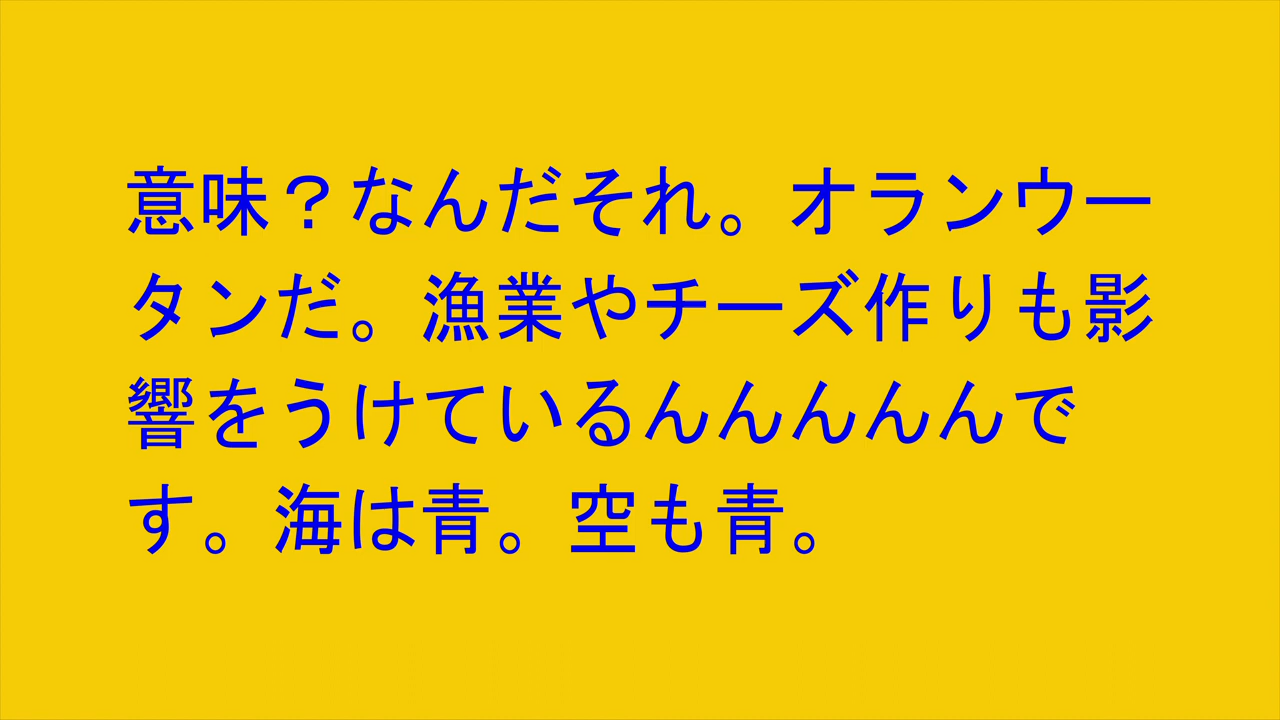 意味？なんだそれ。オランウー
タンだ。漁業やチーズ作りも影
響をうけているんんんんんで
す。海は青。空も青。